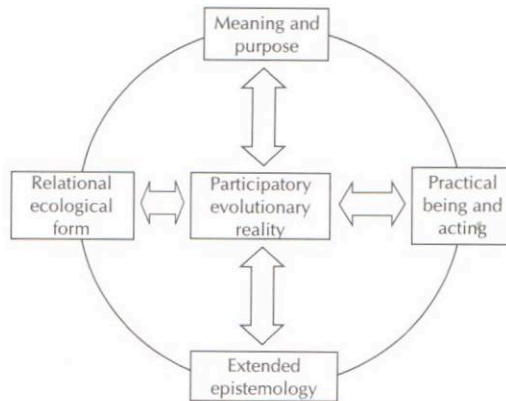 Meaning and
purpose
Relational
ecological
form
Participatory
evolutionary
reality
Practical
being and
acting
Extended
epistemology